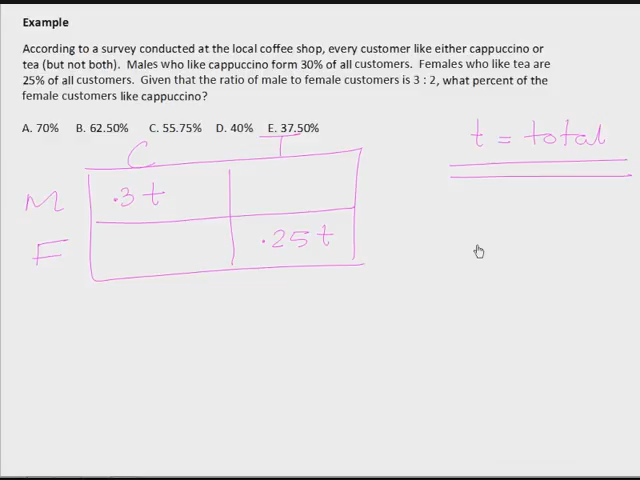 Example
According to a survey conducted at the local coffee shop, every customer like either cappuccino or
tea (but not both). Males who like cappuccino form 30% of all customers. Females who like tea are
25% of all customers. Given that the ratio of male to female customers is 3 : 2, what percent of the
female customers like cappuccino?
A. 70% B. 62.50% C. 55.75% D. 40% E. 37.50%
t = total
C T
M .3 t
F .25 t